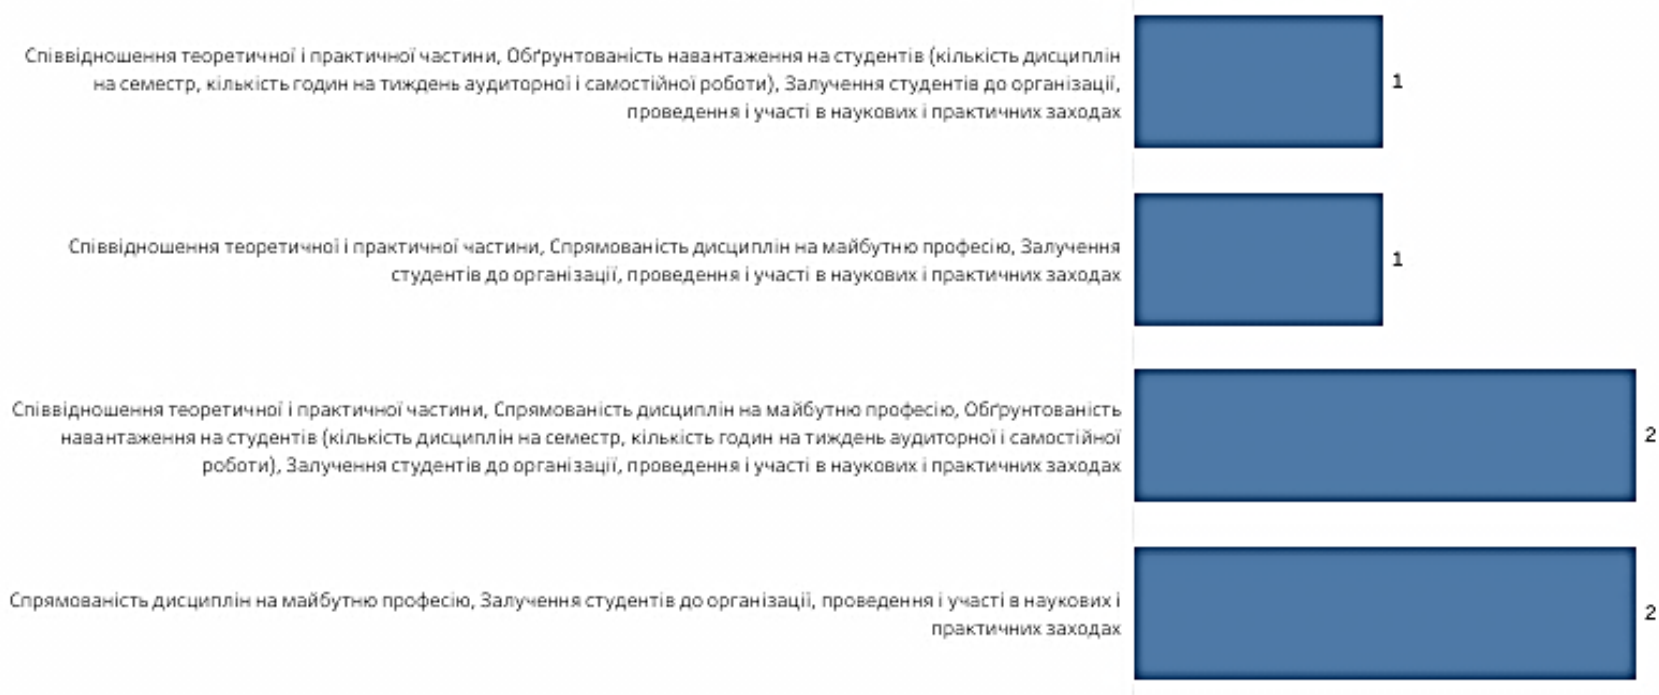 Співвідношення теоретичної і практичної частини, Обґрунтованість навантаження на студентів (кількість дисциплін
на семестр, кількість годин на тиждень аудиторної і самостійної роботи), Залучення студентів до організації,
проведення і участі в наукових і практичних заходах
1
Співвідношення теоретичної і практичної частини, Спрямованість дисциплін на майбутню професію, Залучення
студентів до організації, проведення і участі в наукових і практичних заходах
1
Співвідношення теоретичної і практичної частини, Спрямованість дисциплін на майбутню професію, Обґрунтованість
навантаження на студентів (кількість дисциплін на семестр, кількість годин на тиждень аудиторної і самостійної
роботи), Залучення студентів до організації, проведення і участі в наукових і практичних заходах
2
Спрямованість дисциплін на майбутню професію, Залучення студентів до організації, проведення і участі в наукових і
практичних заходах
2